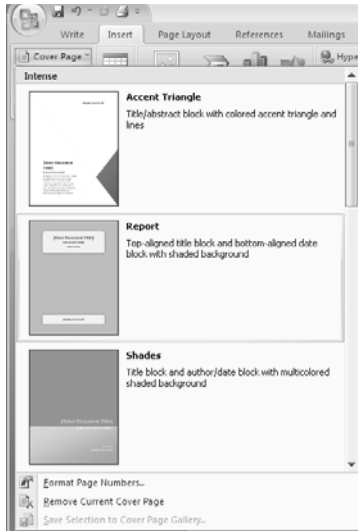 Write Insert Page Layout References Mailings
Cover Page Hype
Intense
Accent Triangle
Title/abstract block with colored accent triangle and
lines
Report
Top-aligned title block and bottom-aligned date
block with shaded background
Shades
Title block and author/date block with multicolored
shaded background
Format Page Numbers...
Remove Current Cover Page
Save Selection to Cover Page Gallery...